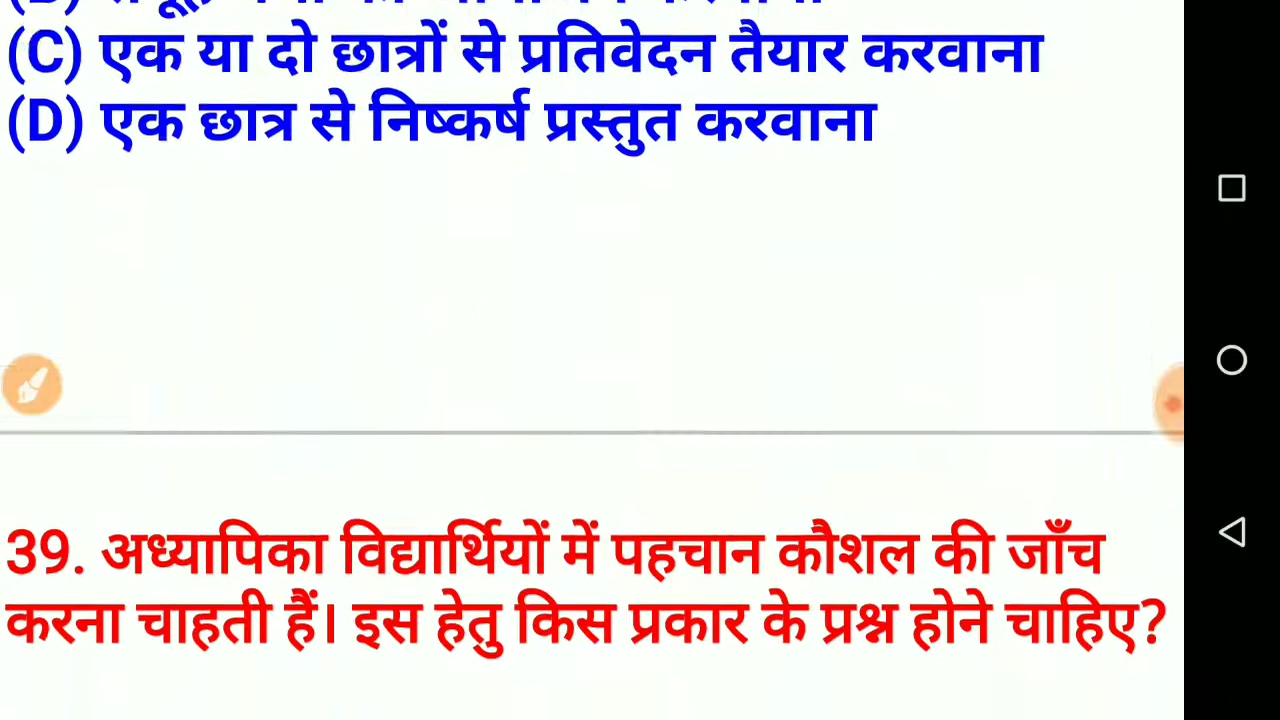 (C) एक या दो छात्रों से प्रतिवेदन तैयार करवाना
(D) एक छात्र से निष्कर्ष प्रस्तुत करवाना
39. अध्यापिका विद्यार्थियों में पहचान कौशल की जाँच
करना चाहती हैं। इस हेतु किस प्रकार के प्रश्न होने चाहिए?